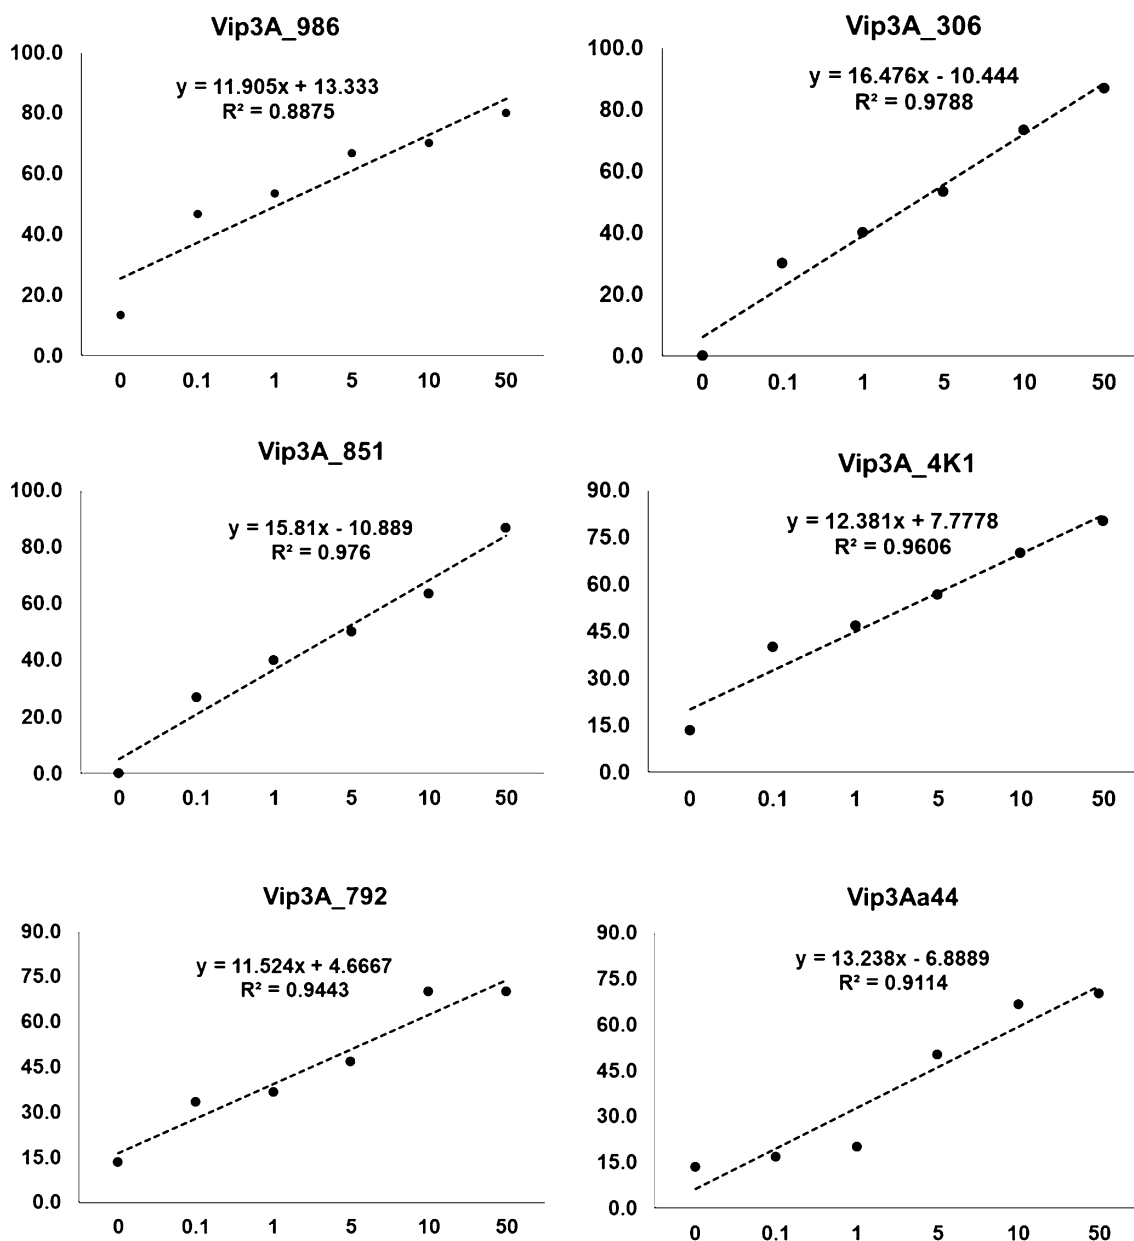 Vip3A_986
y = 11.905x + 13.333
R² = 0.8875
100.0
80.0
60.0
40.0
20.0
0.0
0 0.1 1 5 10 50
Vip3A_306
y = 16.476x - 10.444
R² = 0.9788
100.0
80.0
60.0
40.0
20.0
0.0
0 0.1 1 5 10 50
Vip3A_851
y = 15.81x - 10.889
R² = 0.976
100.0
80.0
60.0
40.0
20.0
0.0
0 0.1 1 5 10 50
Vip3A_4K1
y = 12.381x + 7.7778
R² = 0.9606
90.0
75.0
60.0
45.0
30.0
15.0
0.0
0 0.1 1 5 10 50
Vip3A_792
y = 11.524x + 4.6667
R² = 0.9443
90.0
75.0
60.0
45.0
30.0
15.0
0.0
0 0.1 1 5 10 50
Vip3Aa44
y = 13.238x - 6.8889
R² = 0.9114
90.0
75.0
60.0
45.0
30.0
15.0
0.0
0 0.1 1 5 10 50